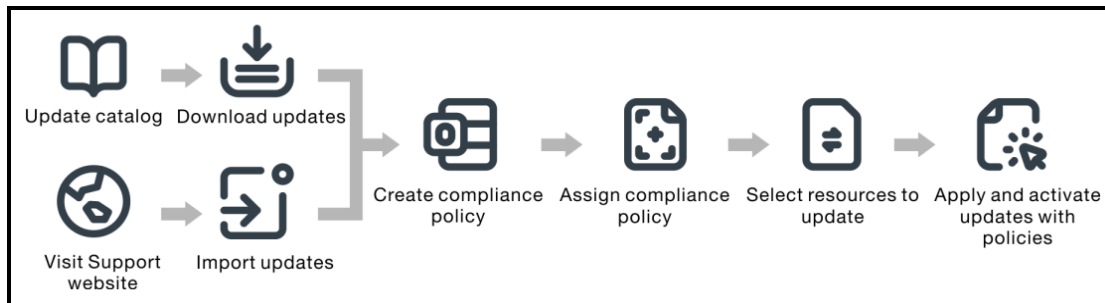 Update catalog
Download updates
Visit Support
website
Import updates
Create compliance
policy
Assign compliance
policy
Select resources to
update
Apply and activate
updates with
policies